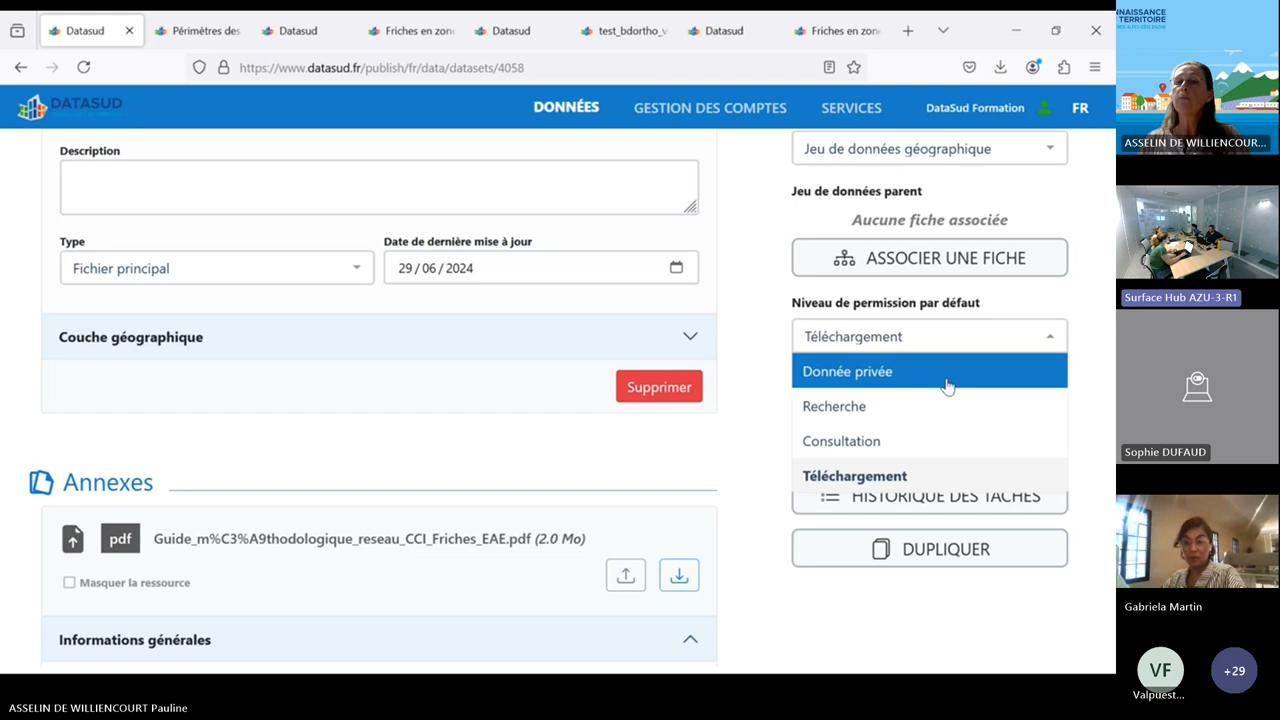 Datasud
Périmètres des
Datasud
Friches en zon
Datasud
test_bdortho_v
Datasud
Friches en zon
https://www.datasud.fr/publish/fr/data/datasets/4058
DATASUD
DONNÉES
GESTION DES COMPTES
SERVICES
DataSud Formation
FR
Description
Type
Date de dernière mise à jour
Fichier principal
29 / 06 / 2024
Couche géographique
Supprimer
Annexes
pdf
Guide_m%C3%A9thodologique_reseau_CCI_Friches_EAE.pdf (2.0 Mo)
Masquer la ressource
Informations générales
Jeu de données géographique
Jeu de données parent
Aucune fiche associée
ASSOCIER UNE FICHE
Niveau de permission par défaut
Téléchargement
Donnée privée
Recherche
Consultation
Téléchargement
HISTORIQUE DES TÂCHES
DUPLIQUER
NNAISSANCE
TERRITOIRE
ASSELIN DE WILLIENCOUR...
Surface Hub AZU-3-R1
Sophie DUFAUD
Gabriela Martin
VF
+29
Valpuest...
ASSELIN DE WILLIENCOURT Pauline